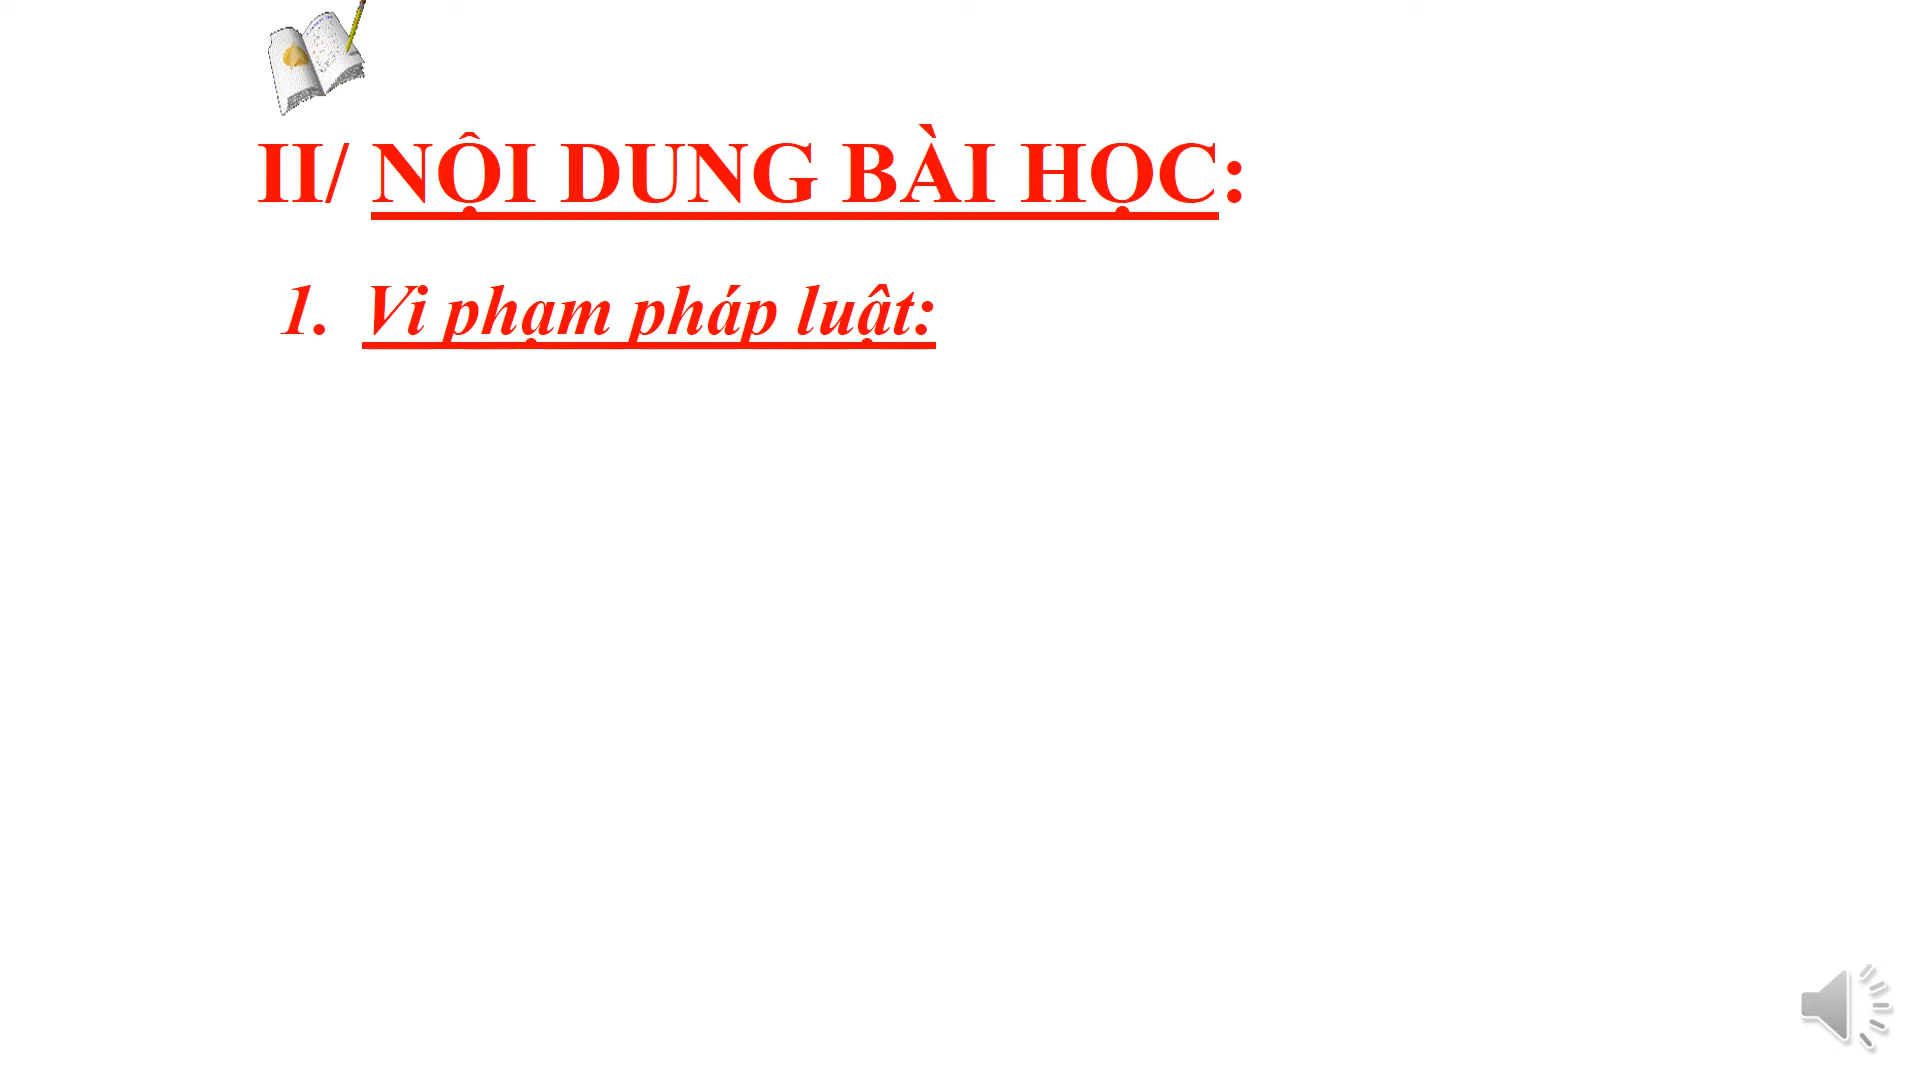 II/ NỘI DUNG BÀI HỌC:
1. Vi phạm pháp luật: